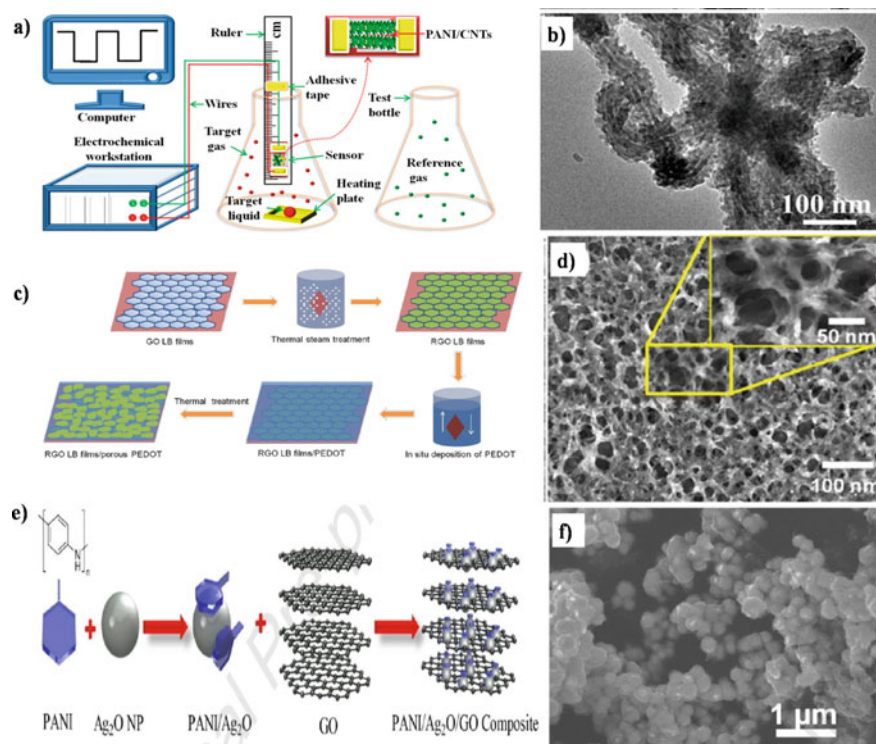 a)
Ruler
cm
PANI/CNTs
Adhesive
tape
Test
bottle
Computer
Wires
Electrochemical
workstation
Target
gas
Sensor
Reference
gas
Heating
plate
Target
liquid
b)
100 nm
c)
GO LB films
Thermal steam treatment
RGO LB films
Thermal treatment
RGO LB films/porous PEDOT
RGO LB films/PEDOT
In situ deposition of PEDOT
d)
50 nm
100 nm
e)
N
H
n
PANI
Ag₂O NP
PANI/Ag₂O
GO
PANI/Ag₂O/GO Composite
f)
1 μm